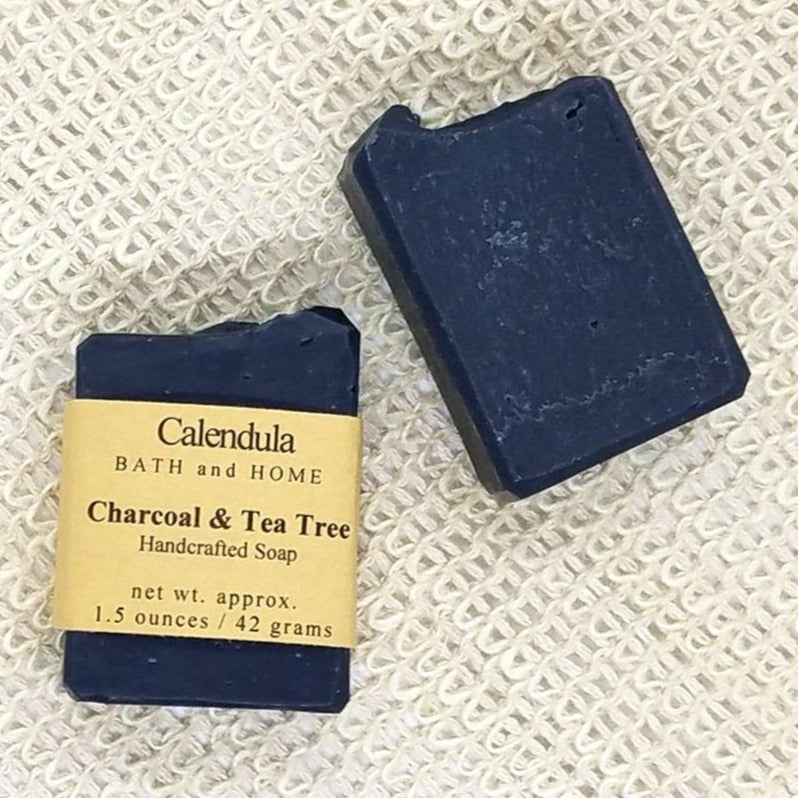 Calendula
BATH and HOME
Charcoal & Tea Tree
Handcrafted Soap
net wt. approx.
1.5 ounces / 42 grams